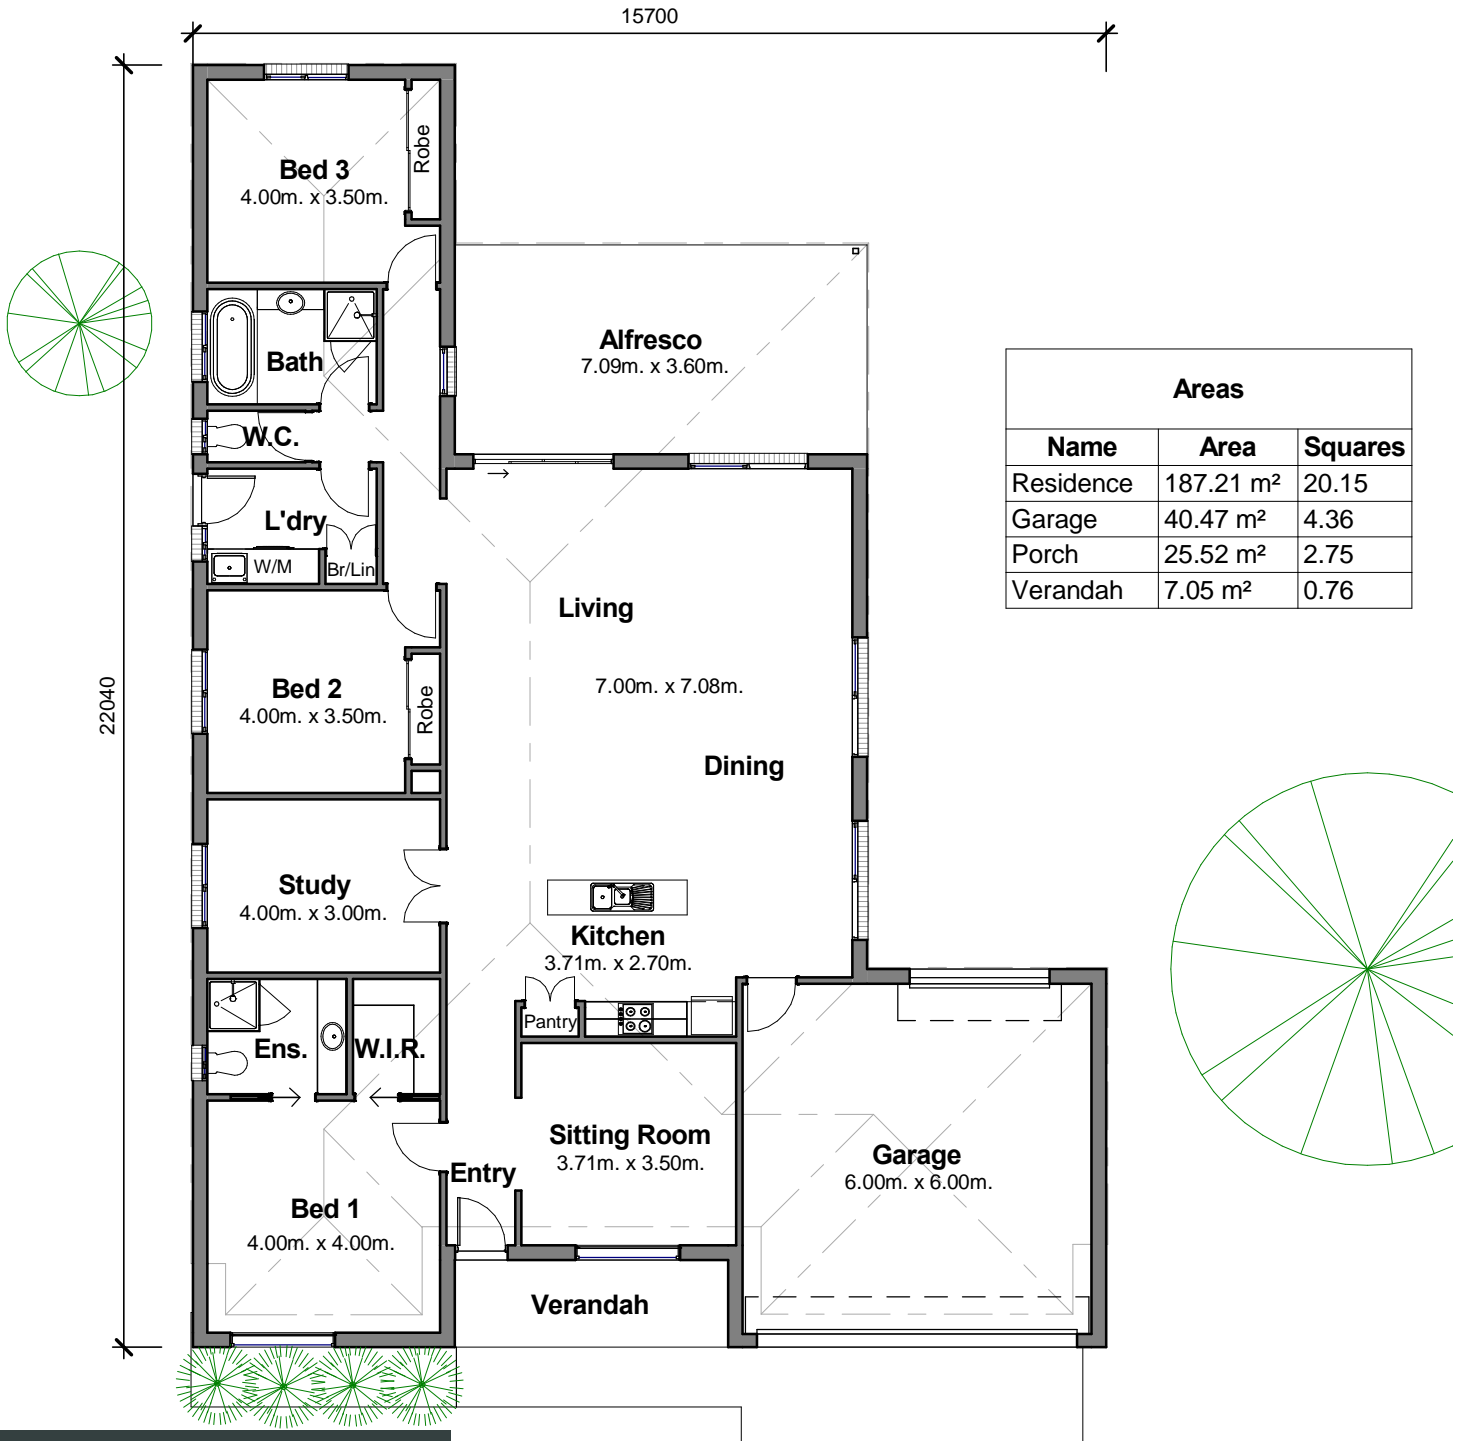 15700
22040
Bed 3
4.00m. x 3.50m.
Robe
Bath
W.C.
L'dry
W/M
Br/Lin
Alfresco
7.09m. x 3.60m.
Areas
Name Area Squares
Residence 187.21 m² 20.15
Garage 40.47 m² 4.36
Porch 25.52 m² 2.75
Verandah 7.05 m² 0.76
Living
7.00m. x 7.08m.
Dining
Bed 2
4.00m. x 3.50m.
Robe
Study
4.00m. x 3.00m.
Kitchen
3.71m. x 2.70m.
Pantry
Ens.
W.I.R.
Sitting Room
3.71m. x 3.50m.
Entry
Garage
6.00m. x 6.00m.
Bed 1
4.00m. x 4.00m.
Verandah